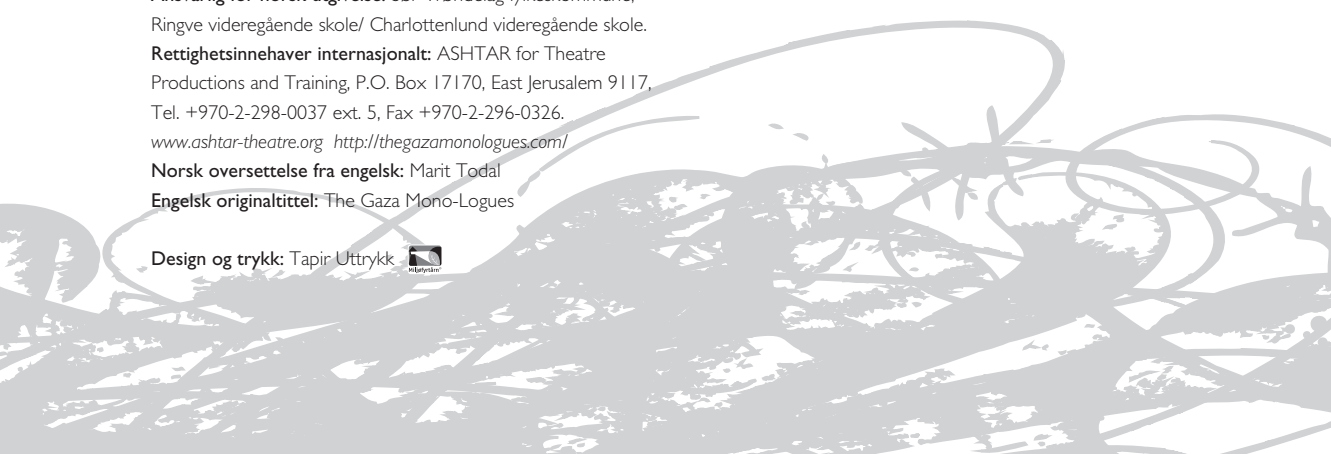 Ringve videregående skole/ Charlottenlund videregående skole.
Rettighetsinnehaver internasjonalt: ASHTAR for Theatre
Productions and Training, P.O. Box 17170, East Jerusalem 9117,
Tel. +970-2-298-0037 ext. 5, Fax +970-2-296-0326.
www.ashtar-theatre.org http://thegazamonologues.com/
Norsk oversettelse fra engelsk: Marit Todal
Engelsk originaltittel: The Gaza Mono-Logues
Design og trykk: Tapir Uttrykk
Miljøfyrtårn